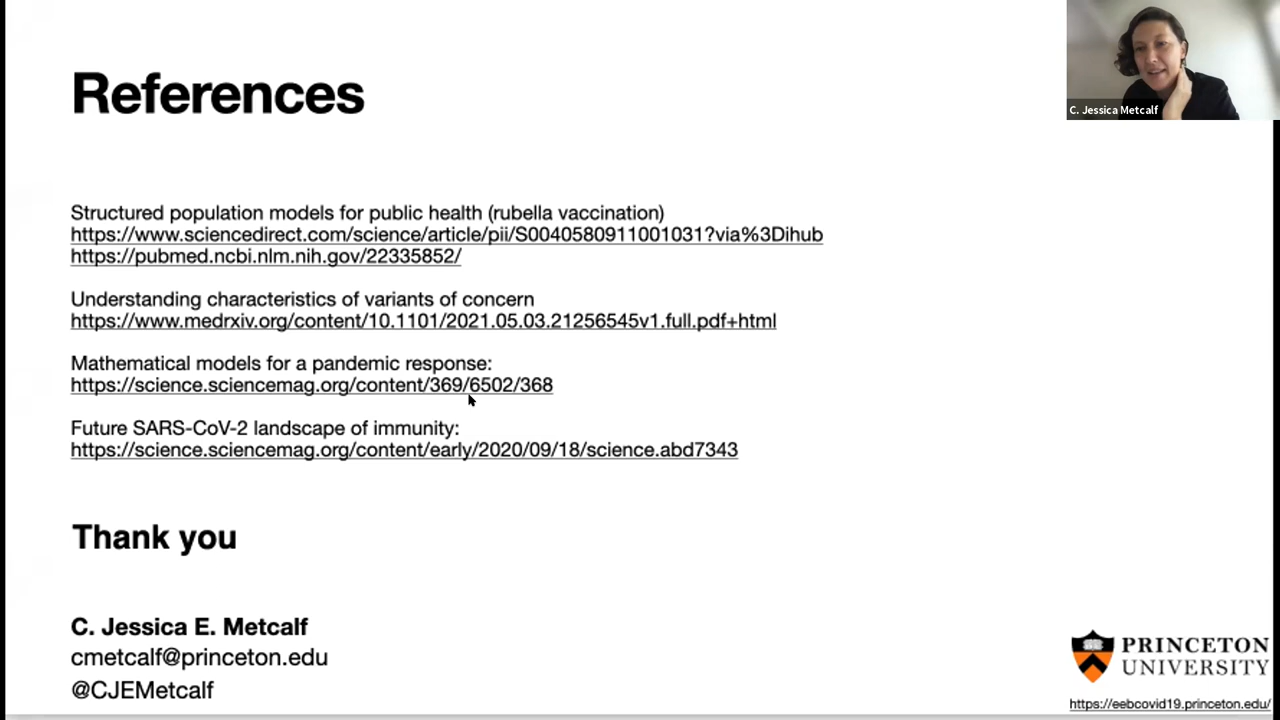 References
C. Jessica Metcalf
Structured population models for public health (rubella vaccination)
https://www.sciencedirect.com/science/article/pii/S0040580911001031?via%3Dihub
https://pubmed.ncbi.nlm.nih.gov/22335852/
Understanding characteristics of variants of concern
https://www.medrxiv.org/content/10.1101/2021.05.03.21256545v1.full.pdf+html
Mathematical models for a pandemic response:
https://science.sciencemag.org/content/369/6502/368
Future SARS-CoV-2 landscape of immunity:
https://science.sciencemag.org/content/early/2020/09/18/science.abd7343
Thank you
C. Jessica E. Metcalf
cmetcalf@princeton.edu
@CJEMetcalf
PRINCETON
UNIVERSITY
https://eebcovid19.princeton.edu/